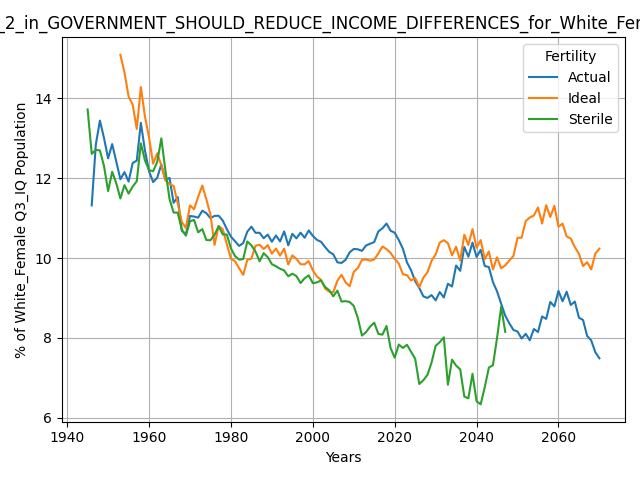 _2_in_GOVERNMENT_SHOULD_REDUCE_INCOME_DIFFERENCES_for_White_Fem
Fertility
Actual
Ideal
Sterile
% of White_Female Q3_IQ Population
14
12
10
8
6
1940 1960 1980 2000 2020 2040 2060
Years